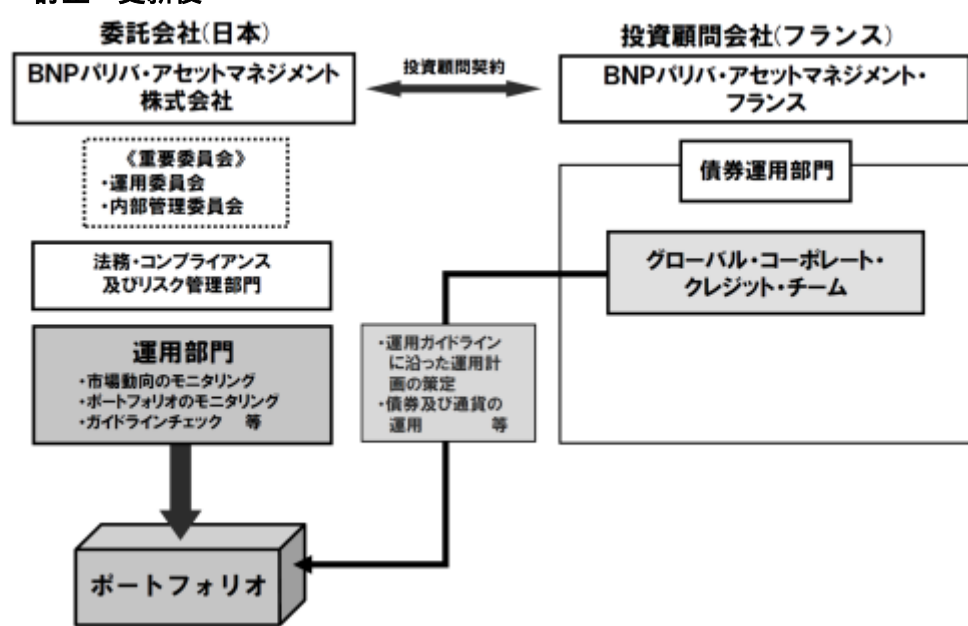 委託会社(日本)
BNPパリバ・アセットマネジメント
株式会社
投資顧問契約
投資顧問会社(フランス)
BNPパリバ・アセットマネジメント・
フランス
《重要委員会》
・運用委員会
・内部管理委員会
債券運用部門
法務・コンプライアンス
及びリスク管理部門
グローバル・コーポレート・
クレジット・チーム
運用部門
・市場動向のモニタリング
・ポートフォリオのモニタリング
・ガイドラインチェック 等
・運用ガイドライン
に沿った運用計
画の策定
・債券及び通貨の
運用 等
ポートフォリオ